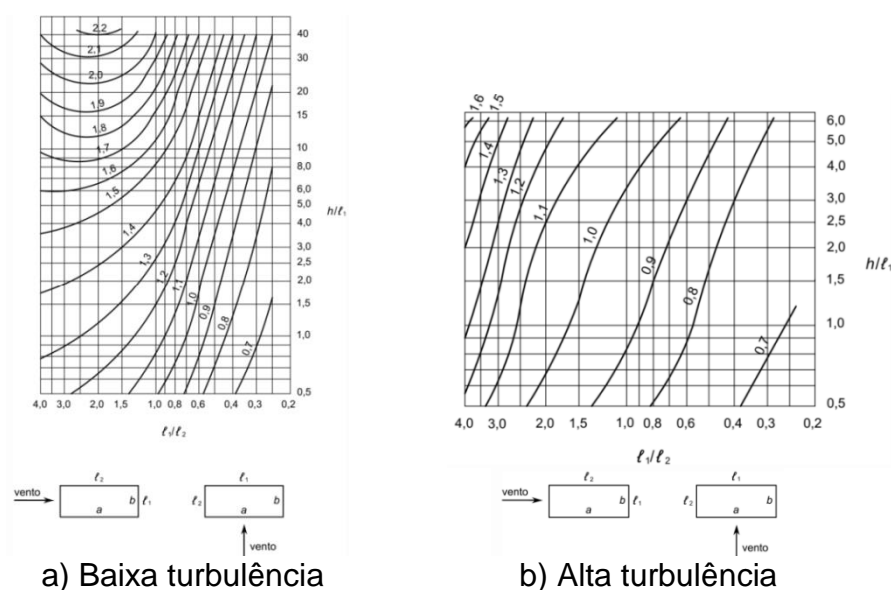 2,2
2,1
2,0
1,9
1,8
1,7
1,6
1,5
1,4
1,3
1,2
1,1
1,0
0,9
0,8
0,7
40
30
20
15
10
8,0
6,0
5,0
4,0
3,0
2,5
2,0
1,5
1,0
0,5
h/ℓ₁
4,0 3,0 2,0 1,5 1,0 0,8 0,6 0,4 0,3 0,2
ℓ₁/ℓ₂
vento
ℓ₂
b
ℓ₁
a
ℓ₁
ℓ₂
b
a
vento
a) Baixa turbulência
1,6
1,5
1,4
1,3
1,2
1,1
1,0
0,9
0,8
0,7
6,0
5,0
4,0
3,0
2,5
2,0
1,5
1,0
0,5
h/ℓ₁
4,0 3,0 2,0 1,5 1,0 0,8 0,6 0,4 0,3 0,2
ℓ₁/ℓ₂
vento
ℓ₂
b
ℓ₁
a
ℓ₁
ℓ₂
b
a
vento
b) Alta turbulência